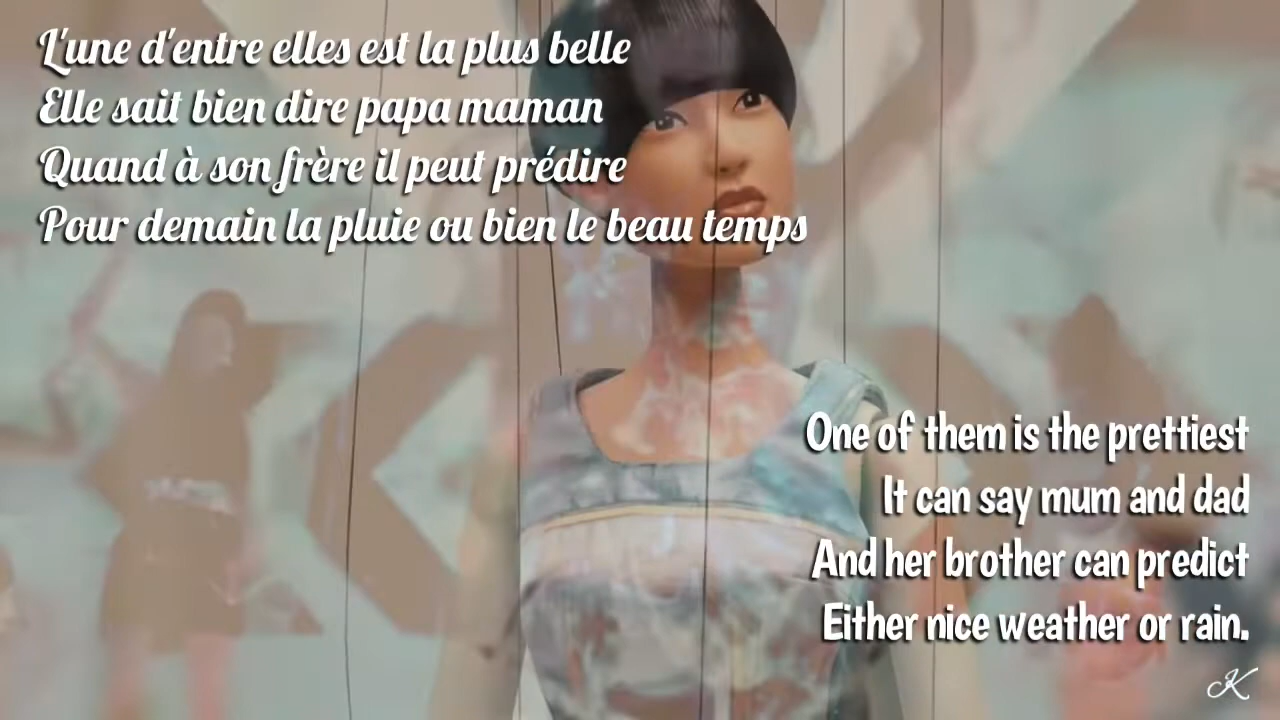 L'une d'entre elles est la plus belle
Elle sait bien dire papa maman
Quand à son frère il peut prédire
Pour demain la pluie ou bien le beau temps
One of them is the prettiest
It can say mum and dad
And her brother can predict
Either nice weather or rain.
K